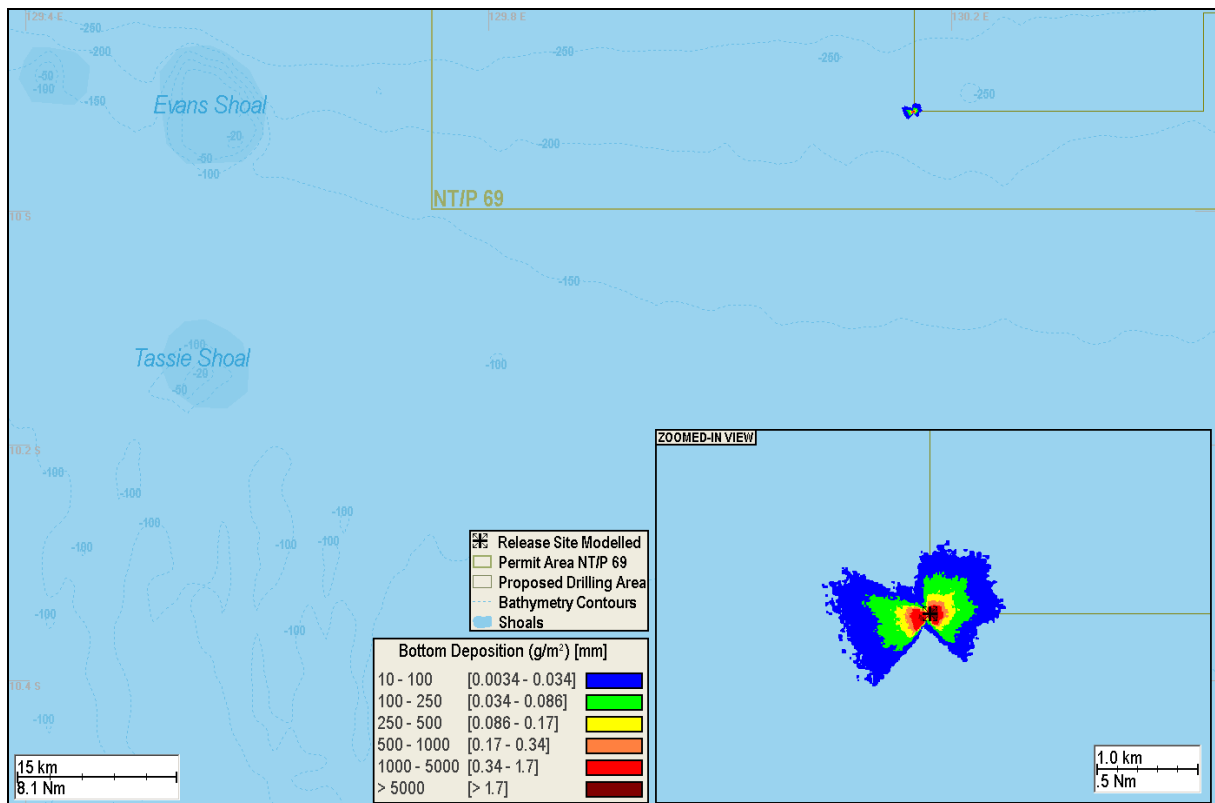 129.4 E
129.8 E
130.2 E
-250
-200
-50
-100
-150
-250
-250
-250
Evans Shoal
-20
-50
-100
-200
NT/P 69
10 S
-150
-100
Tassie Shoal
-20
-50
-100
10.2 S
-100
-100
-100
-100
-100
-100
-100
-100
-100
10.4 S
-100
ZOOMED-IN VIEW
Release Site Modelled
Permit Area NT/P 69
Proposed Drilling Area
Bathymetry Contours
Shoals
Bottom Deposition (g/m²) [mm]
10 - 100 [0.0034 - 0.034]
100 - 250 [0.034 - 0.086]
250 - 500 [0.086 - 0.17]
500 - 1000 [0.17 - 0.34]
1000 - 5000 [0.34 - 1.7]
> 5000 [> 1.7]
15 km
8.1 Nm
1.0 km
.5 Nm